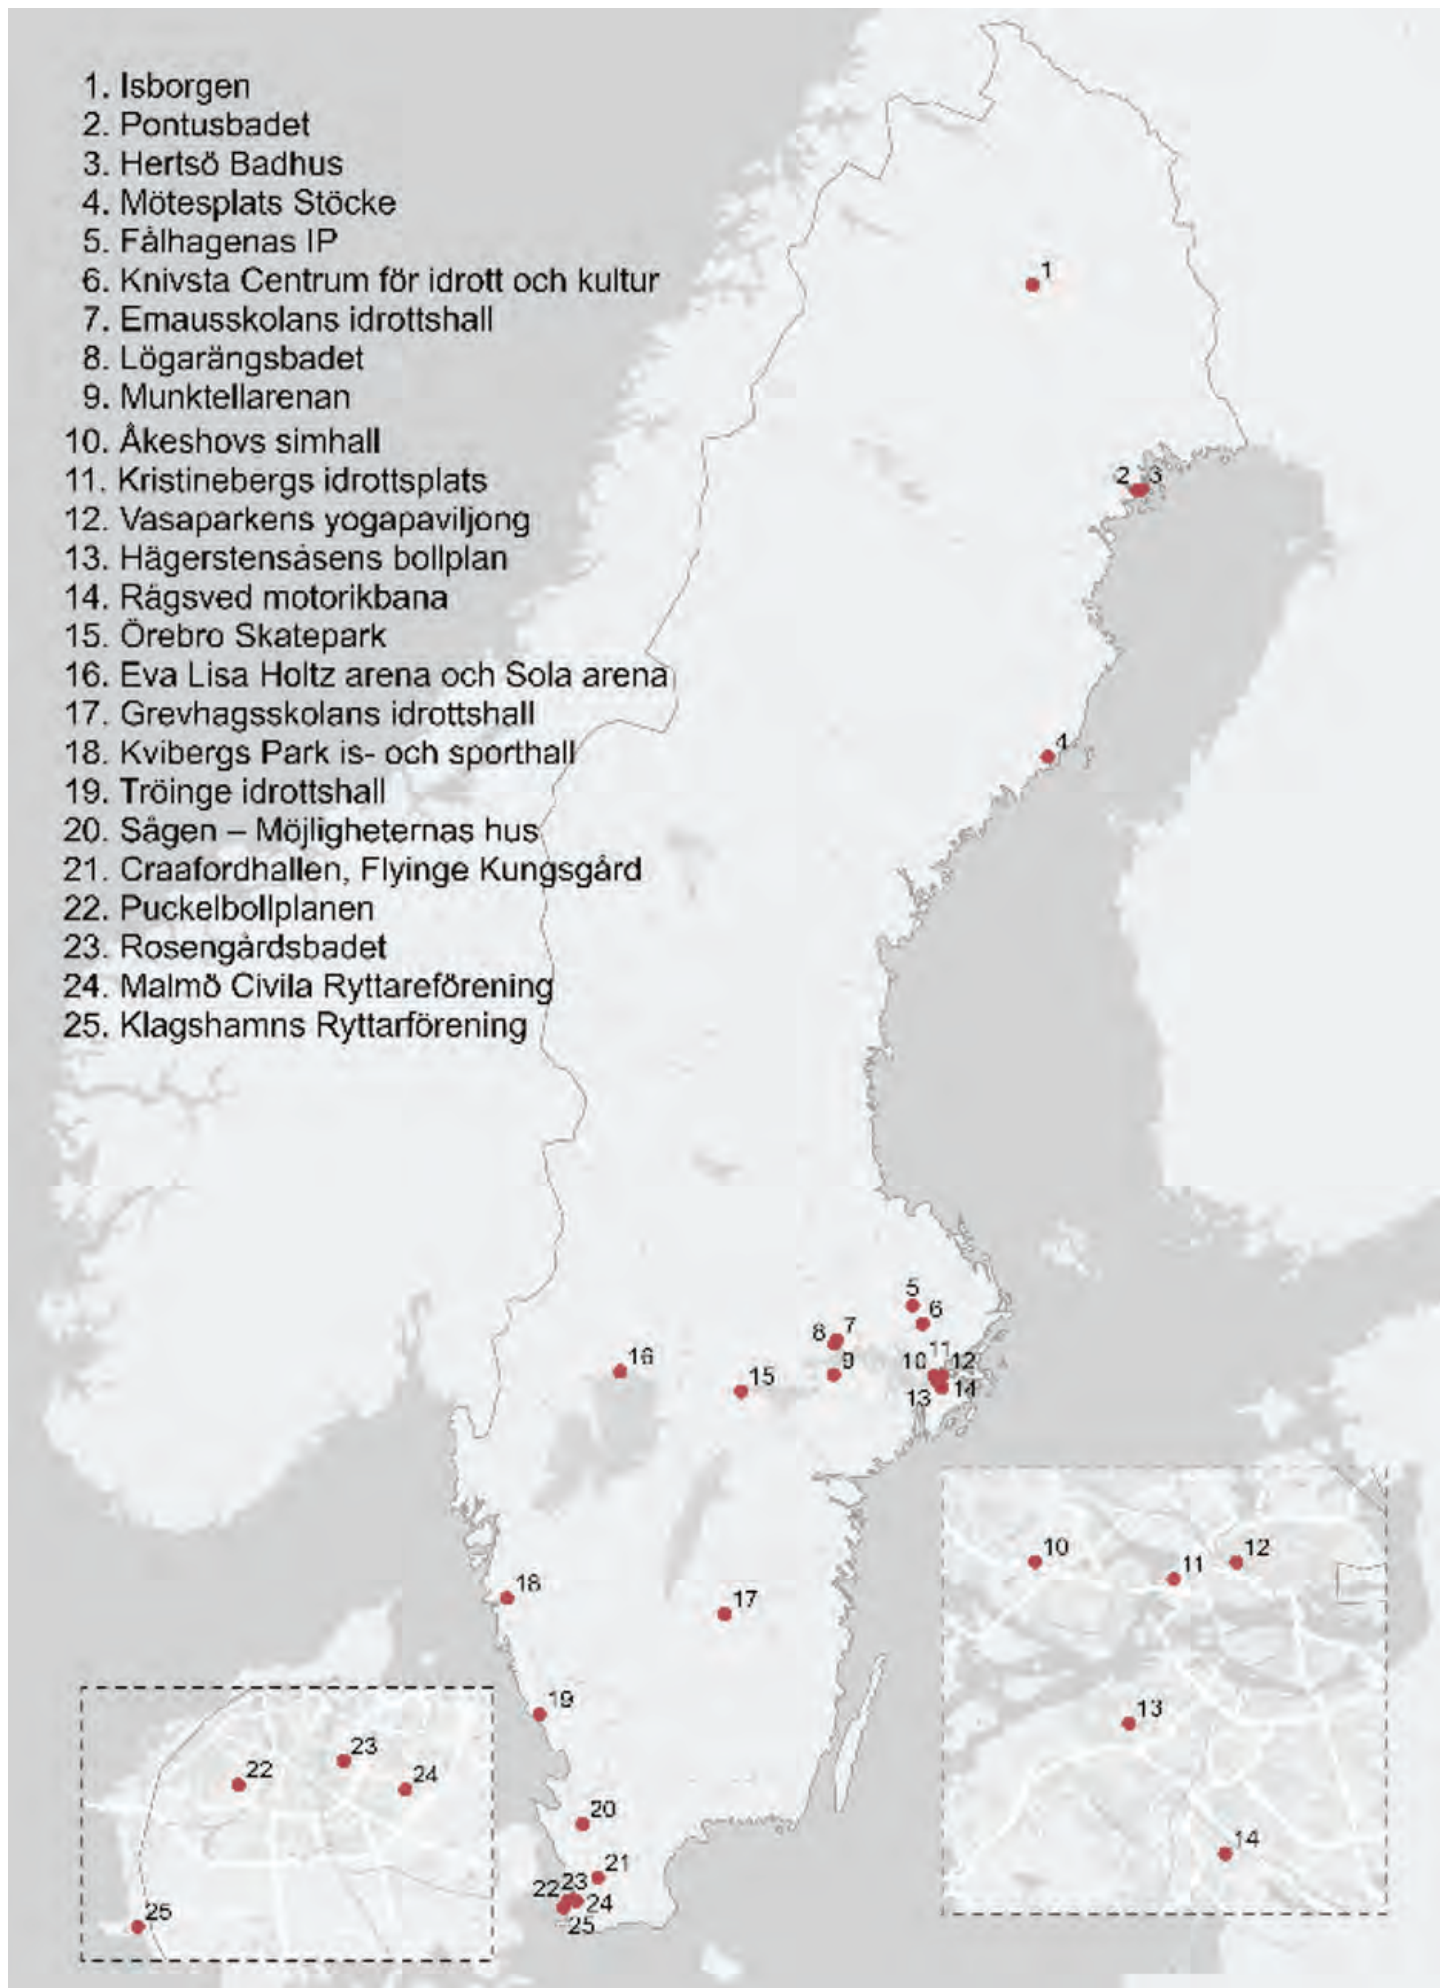 1. Isborgen
2. Pontusbadet
3. Hertsö Badhus
4. Mötesplats Stöcke
5. Fålhagenas IP
6. Knivsta Centrum för idrott och kultur
7. Emausskolans idrottshall
8. Lögarängsbadet
9. Munktellarenan
10. Åkeshovs simhall
11. Kristinebergs idrottsplats
12. Vasaparkens yogapaviljong
13. Hägerstensåsens bollplan
14. Rågsved motorikbana
15. Örebro Skatepark
16. Eva Lisa Holtz arena och Sola arena
17. Grevhagsskolans idrottshall
18. Kvibergs Park is- och sporthall
19. Tröinge idrottshall
20. Sågen – Möjligheternas hus
21. Craafordhallen, Flyinge Kungsgård
22. Puckelbollplanen
23. Rosengårdsbadet
24. Malmö Civila Ryttareförening
25. Klagshamns Ryttarförening
1
2 3
4
5
6
7
8
9
10 11 12
13 14
16
15
18
17
19
20
21
22 23
24
25
10
11
12
13
14
22
23
24
25